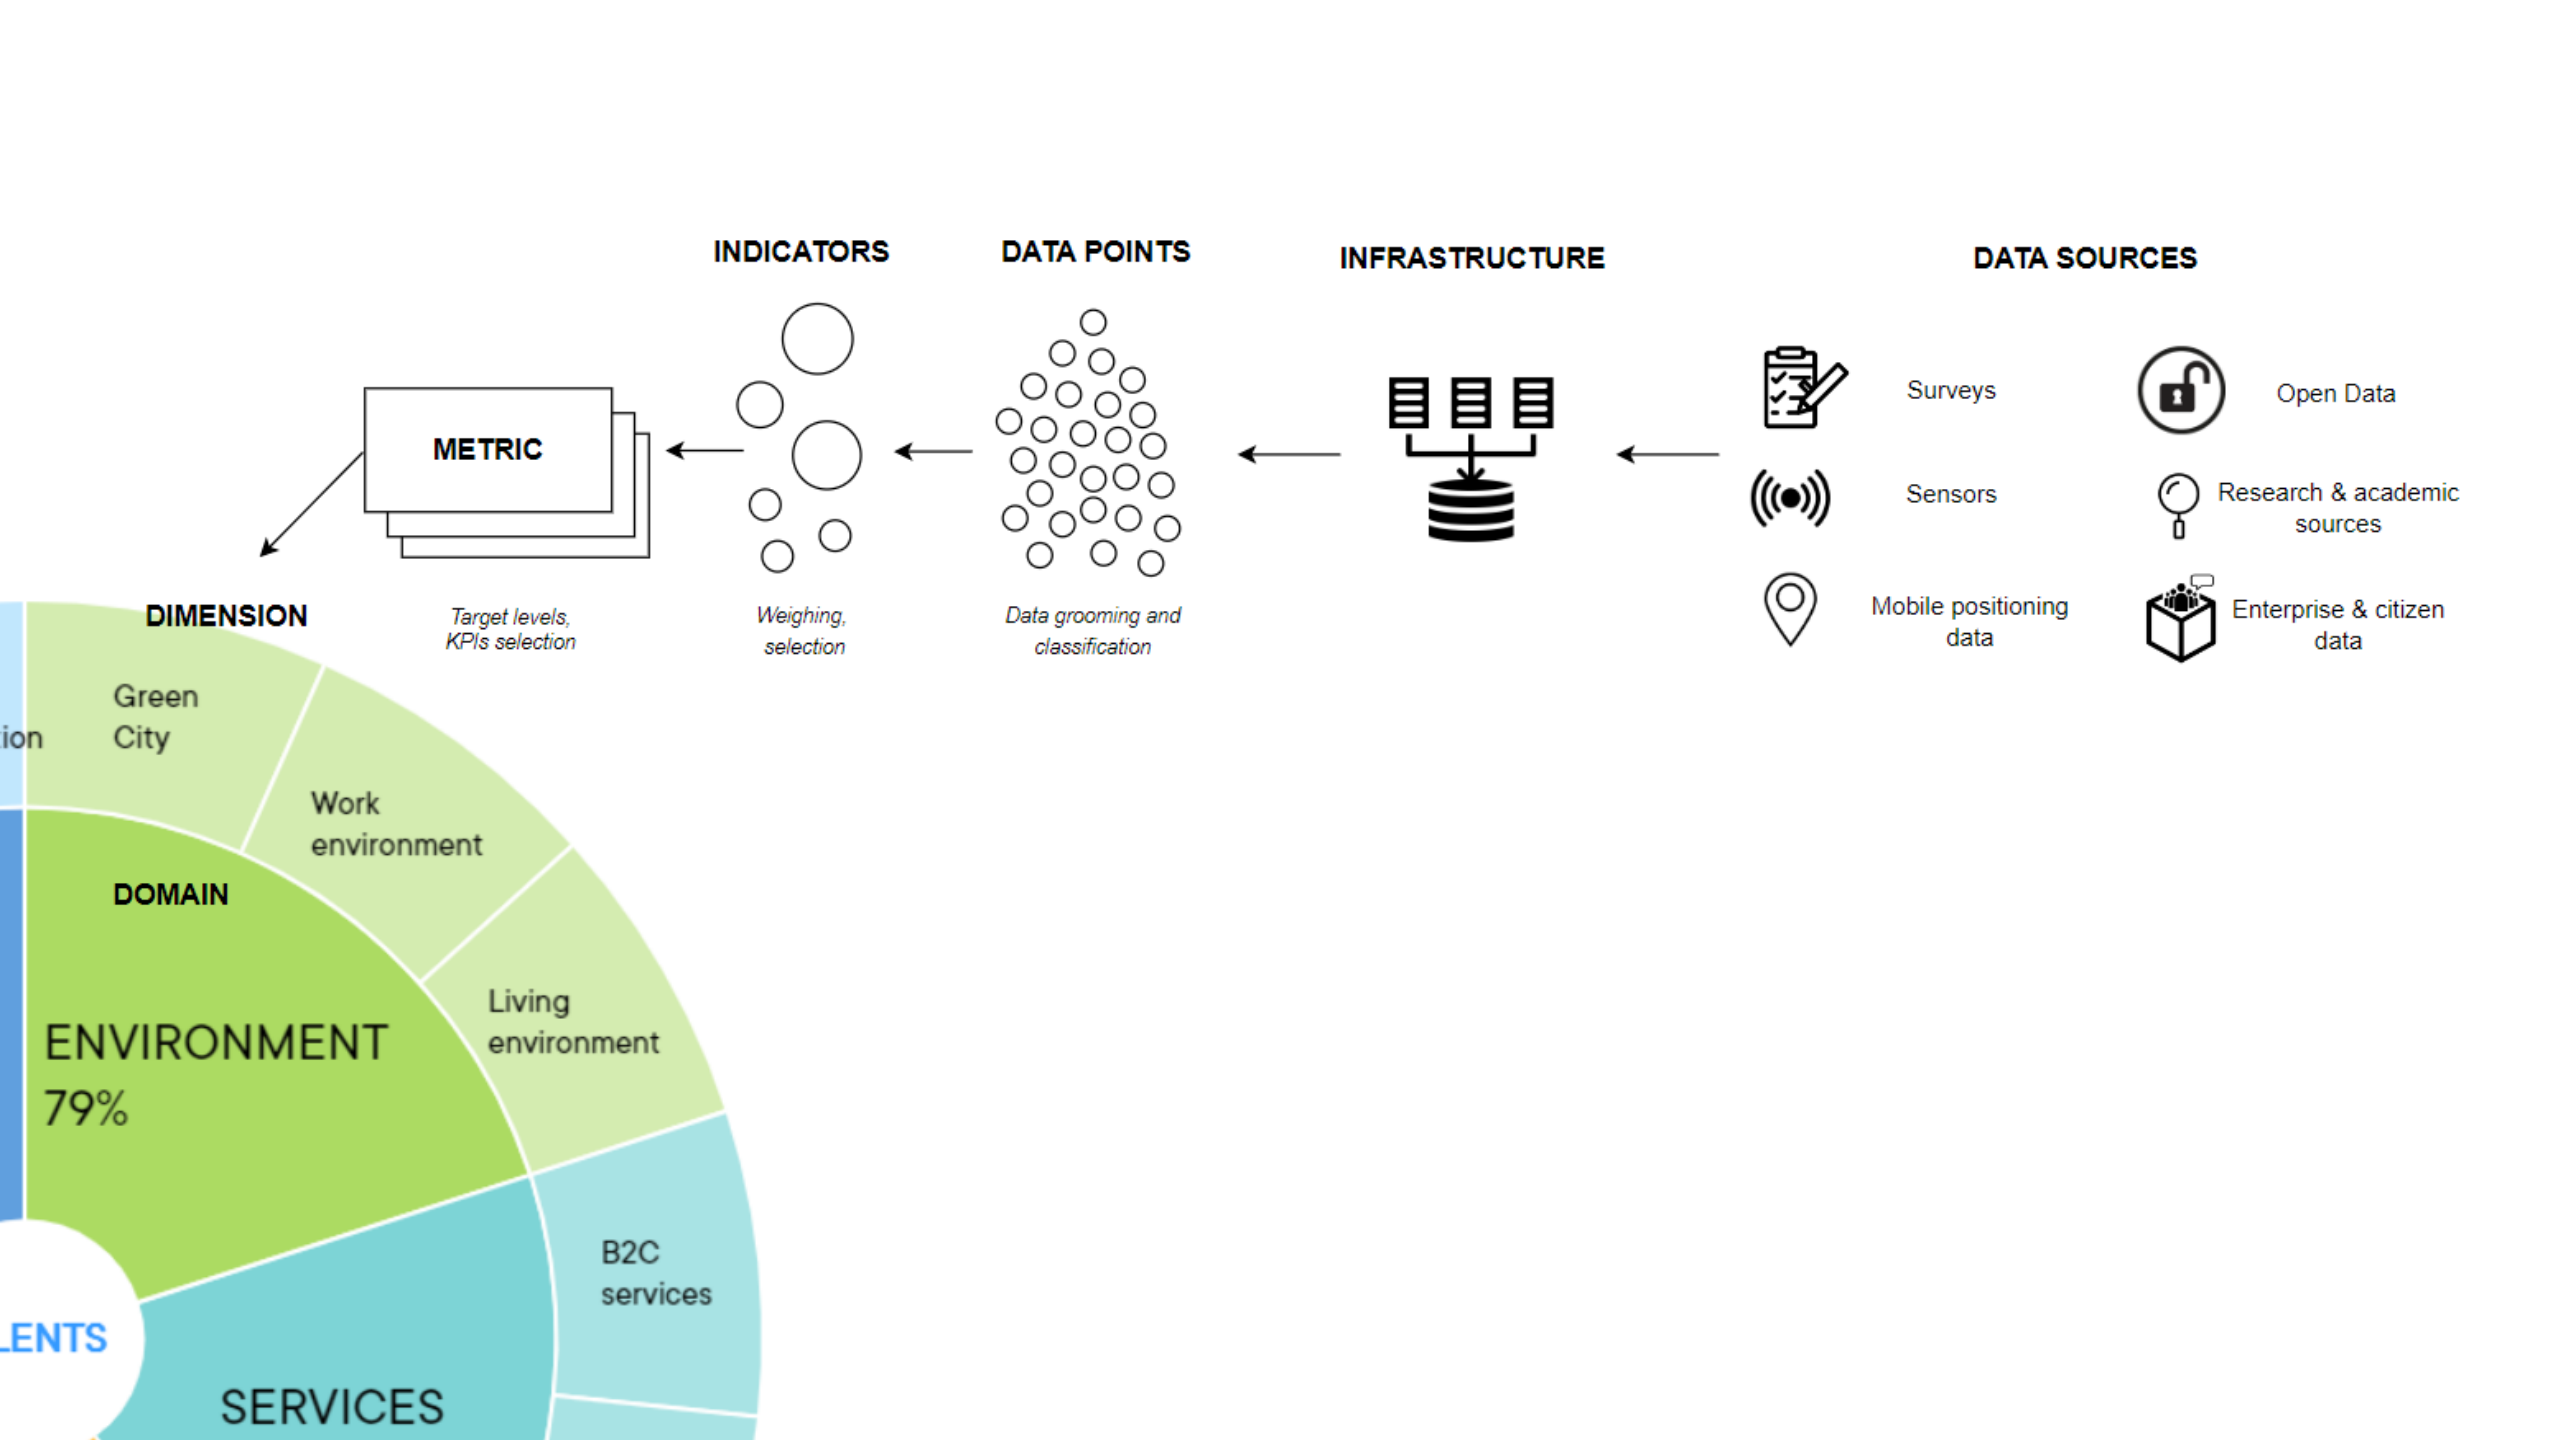 INDICATORS
DATA POINTS
INFRASTRUCTURE
DATA SOURCES
METRIC
Surveys
Open Data
Sensors
Research & academic
sources
Mobile positioning
data
Enterprise & citizen
data
DIMENSION
Target levels,
KPIs selection
Weighing,
selection
Data grooming and
classification
Green
City
Work
environment
DOMAIN
Living
environment
ENVIRONMENT
79%
B2C
services
SERVICES